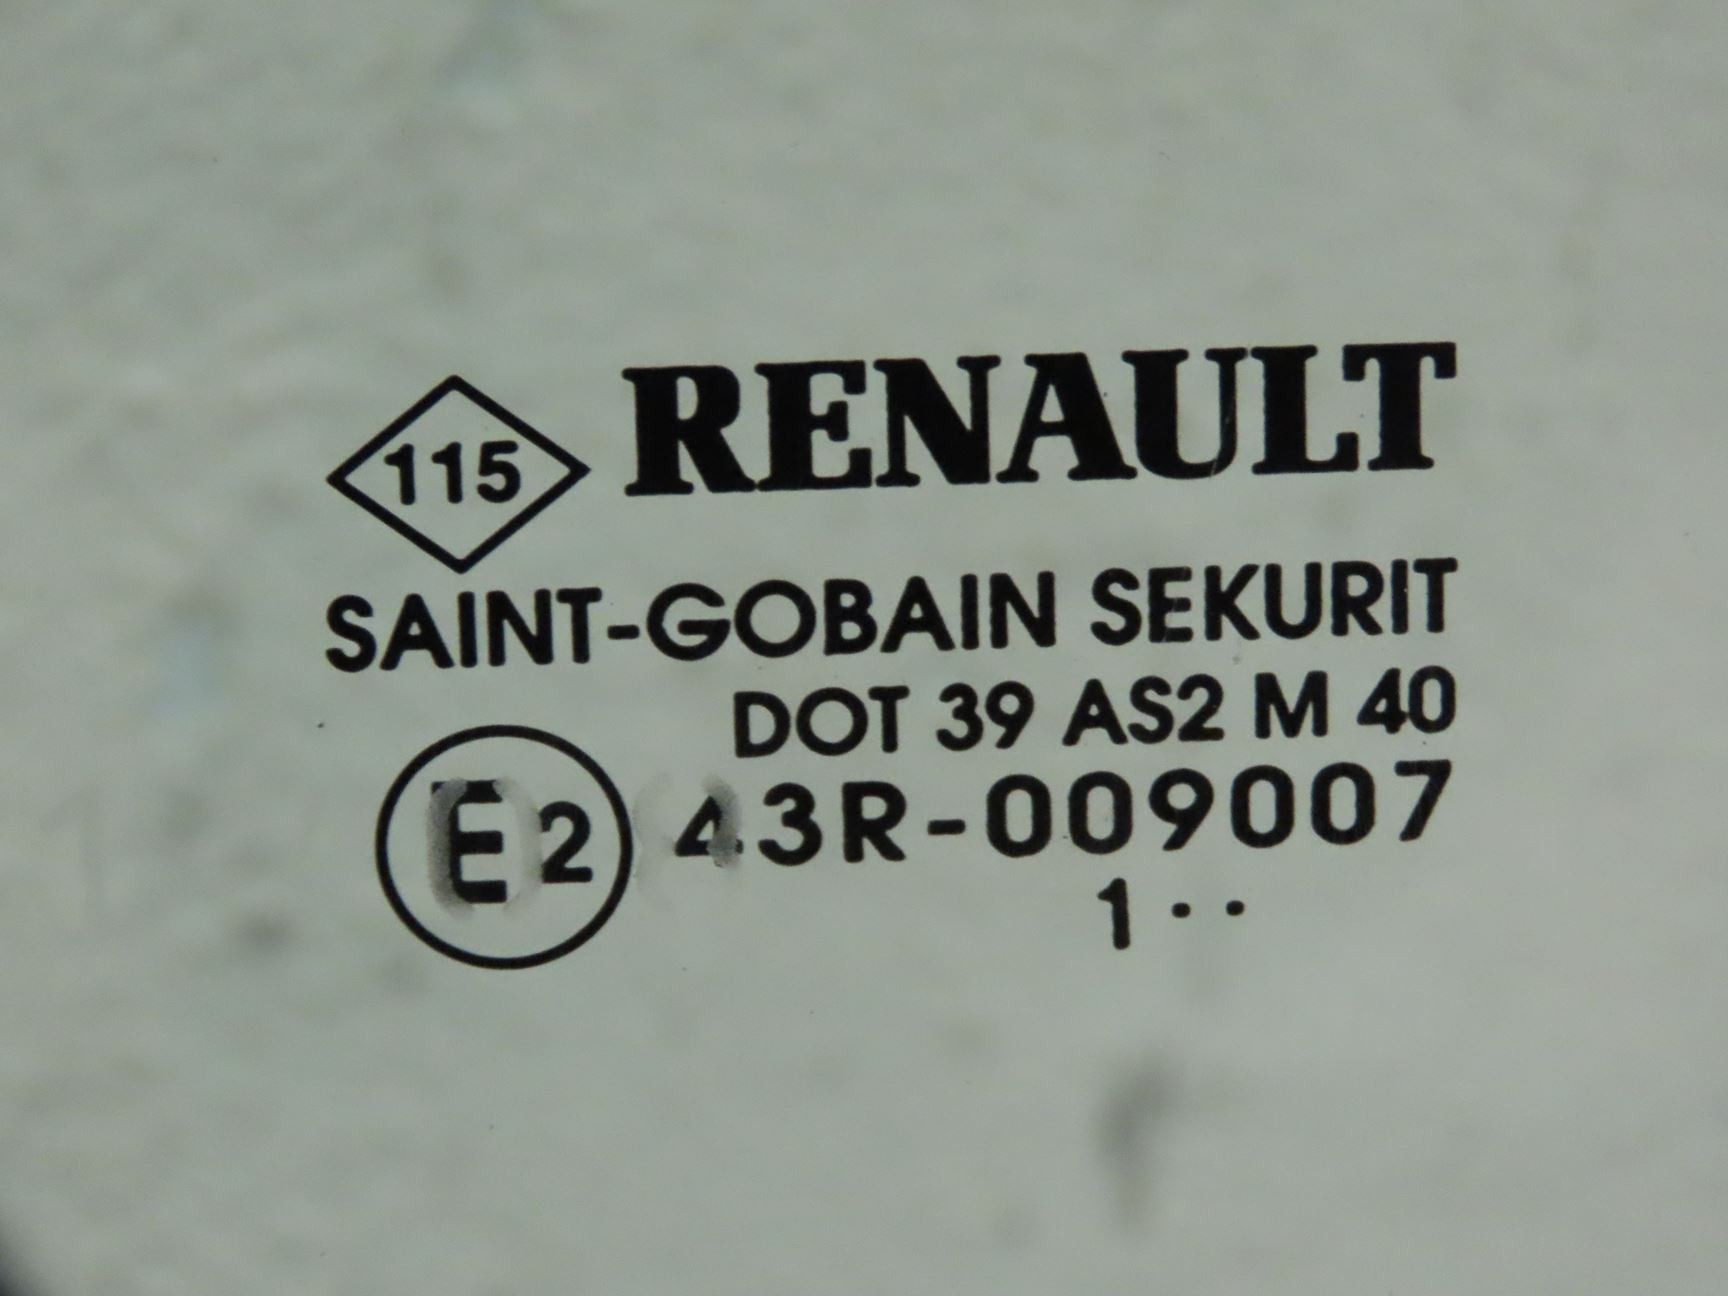 115 RENAULT
SAINT-GOBAIN SEKURIT
DOT 39 AS2 M 40
E2 43R-009007
1 · ·